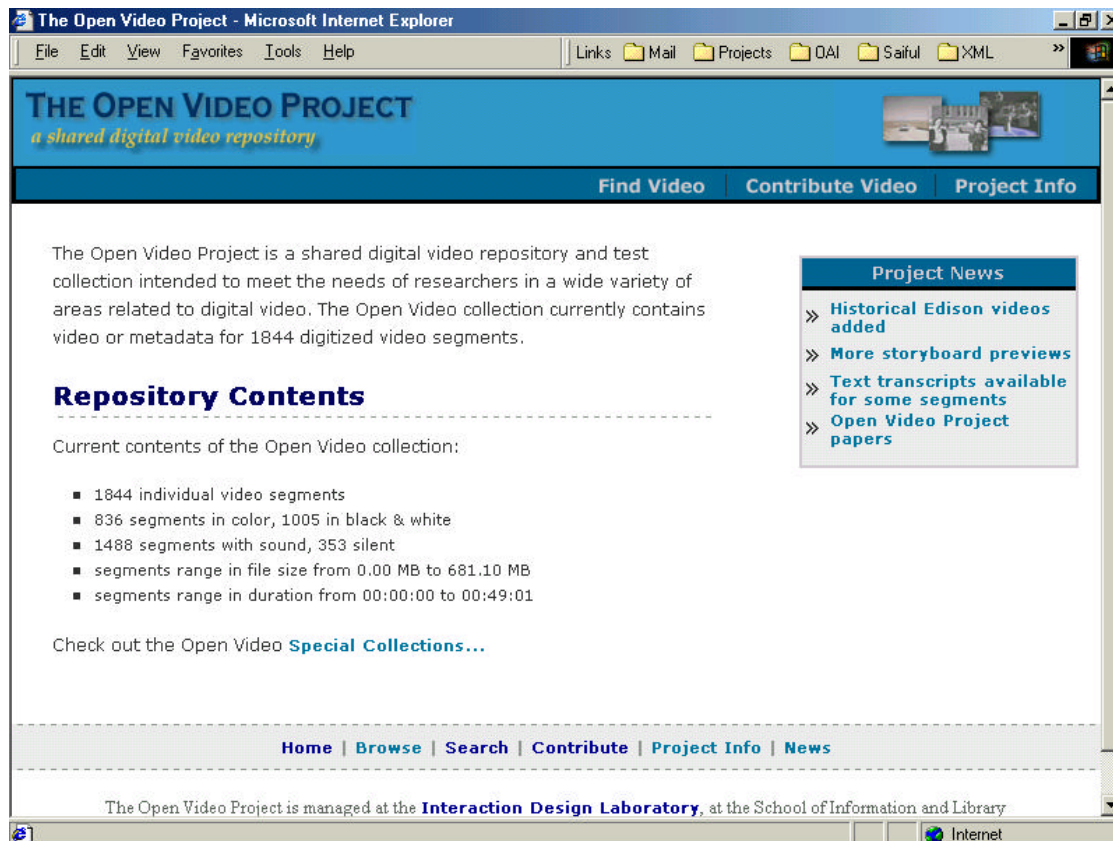 The Open Video Project - Microsoft Internet Explorer
File Edit View Favorites Tools Help Links Mail Projects OAI Saiful XML »
THE OPEN VIDEO PROJECT
a shared digital video repository
Find Video Contribute Video Project Info
The Open Video Project is a shared digital video repository and test
collection intended to meet the needs of researchers in a wide variety of
areas related to digital video. The Open Video collection currently contains
video or metadata for 1844 digitized video segments.
Repository Contents
Current contents of the Open Video collection:
1844 individual video segments
836 segments in color, 1005 in black & white
1488 segments with sound, 353 silent
segments range in file size from 0.00 MB to 681.10 MB
segments range in duration from 00:00:00 to 00:49:01
Check out the Open Video Special Collections...
Project News
» Historical Edison videos
added
» More storyboard previews
» Text transcripts available
for some segments
» Open Video Project
papers
Home | Browse | Search | Contribute | Project Info | News
The Open Video Project is managed at the Interaction Design Laboratory, at the School of Information and Library
Internet